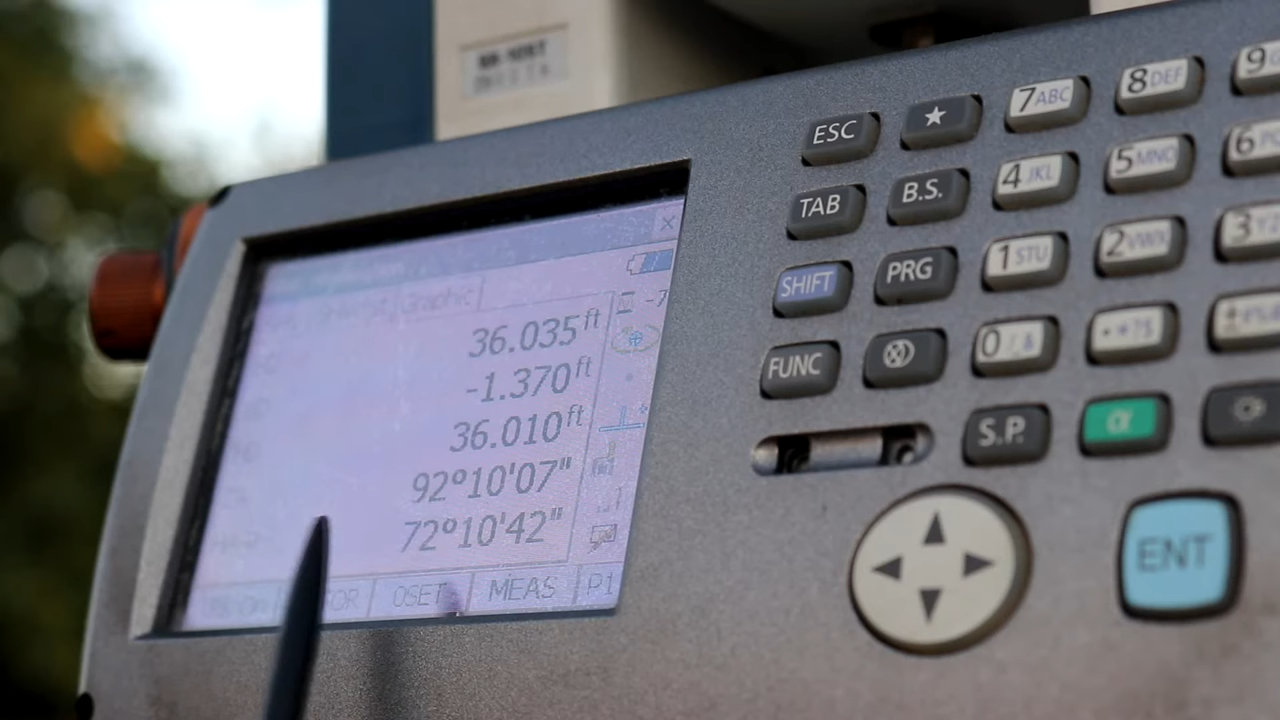 Graphic
-7
36.035ft
-1.370ft
36.010ft
92°10'07"
72°10'42"
OSET MEAS P1
ESC ★ 7ABC 8DEF 9
TAB B.S. 4JKL 5MNO 6
SHIFT PRG 1STU 2VWX 3
FUNC 0
S.P. α
ENT